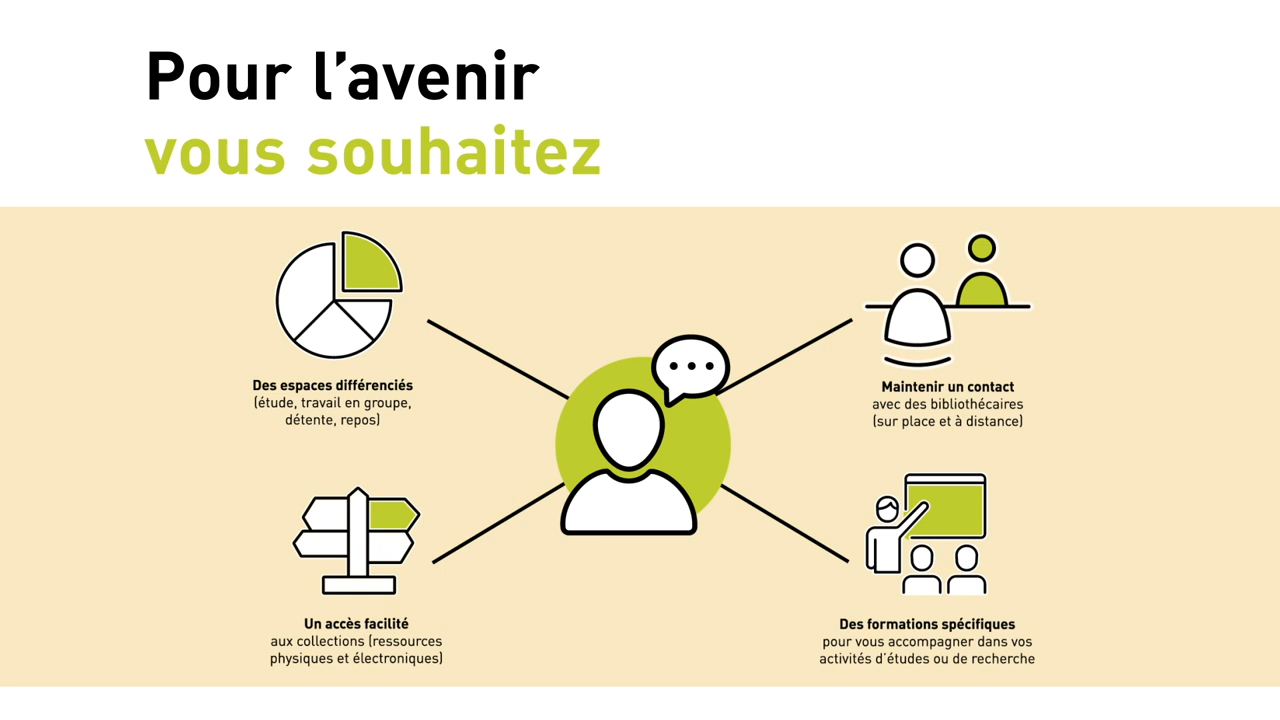 Pour l’avenir
vous souhaitez
Des espaces différenciés
(étude, travail en groupe,
détente, repos)
Maintenir un contact
avec des bibliothécaires
(sur place et à distance)
Un accès facilité
aux collections (ressources
physiques et électroniques)
Des formations spécifiques
pour vous accompagner dans vos
activités d’études ou de recherche